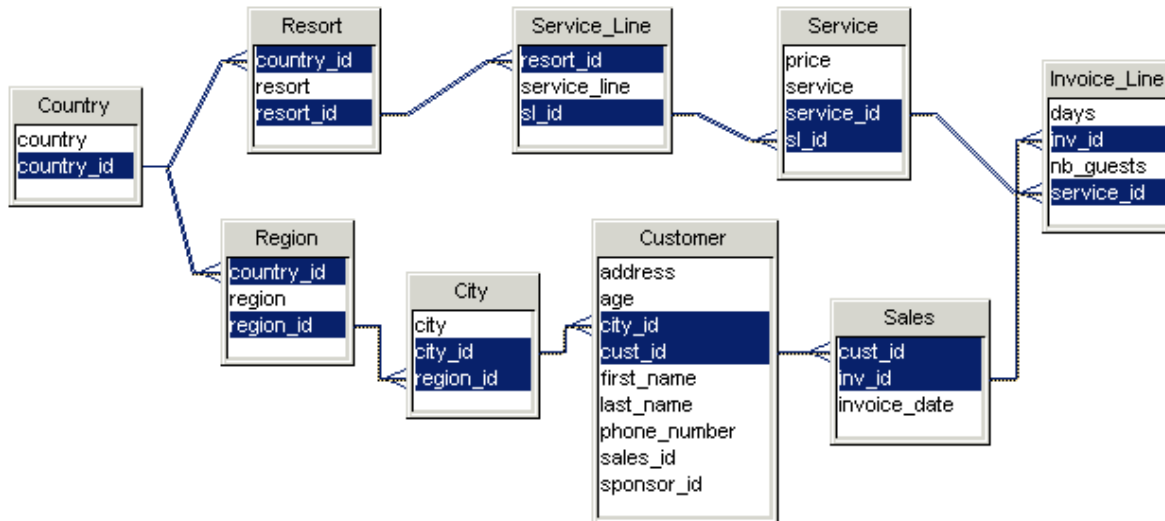 Country
country
country_id
Resort
country_id
resort
resort_id
Service_Line
resort_id
service_line
sl_id
Service
price
service
service_id
sl_id
Invoice_Line
days
inv_id
nb_guests
service_id
Region
country_id
region
region_id
City
city
city_id
region_id
Customer
address
age
city_id
cust_id
first_name
last_name
phone_number
sales_id
sponsor_id
Sales
cust_id
inv_id
invoice_date